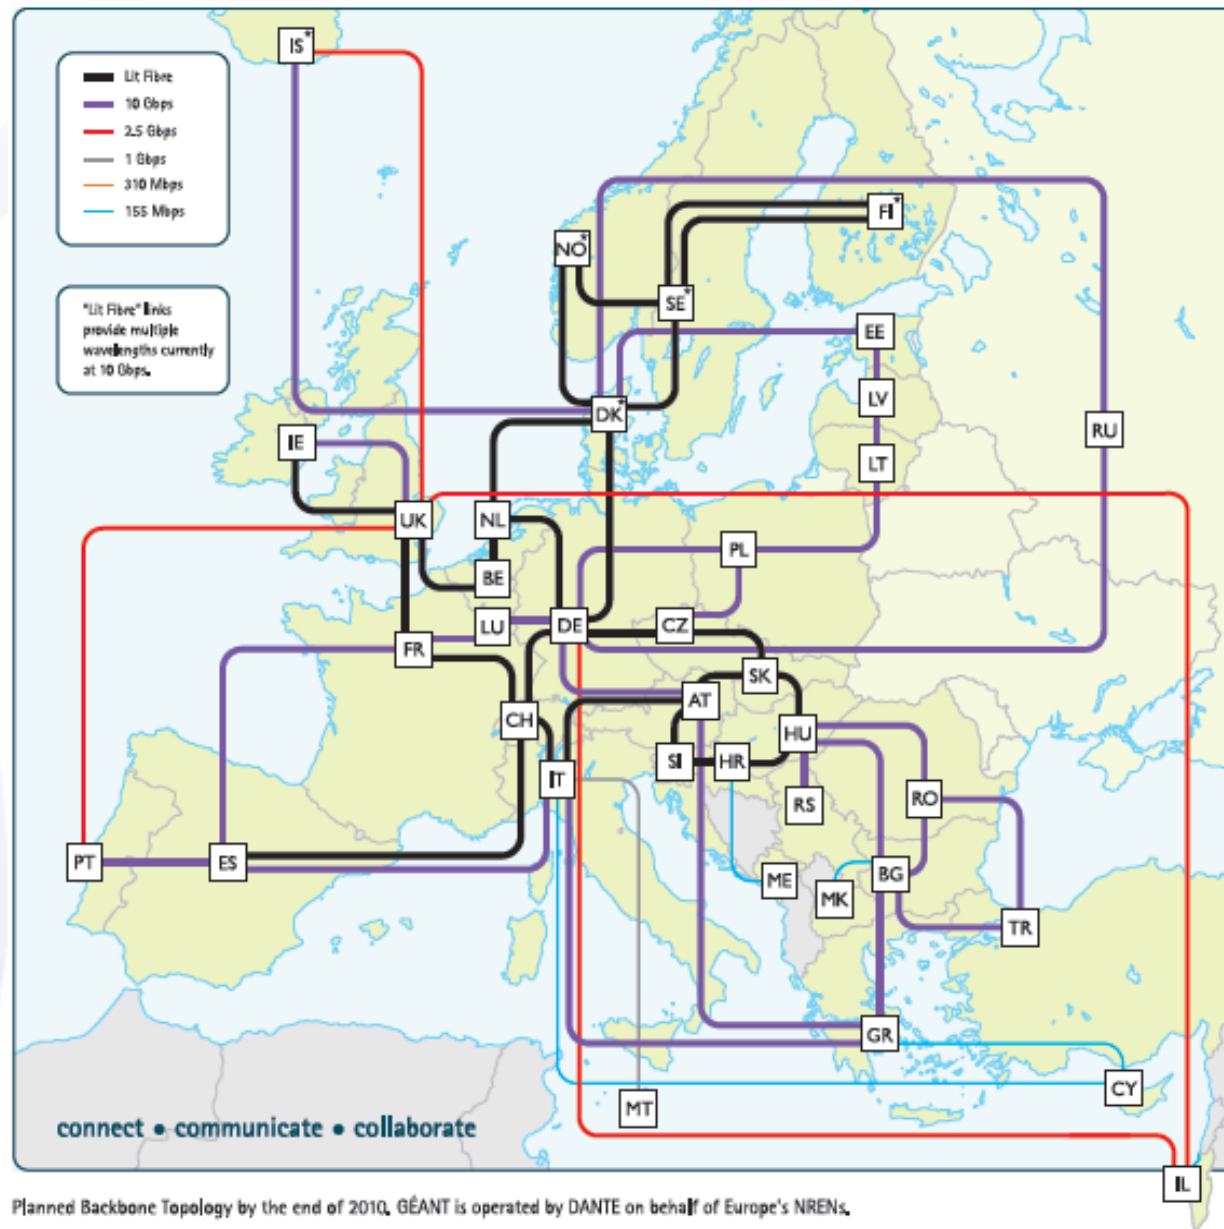 IS*
Lit Fibre
10 Gbps
2.5 Gbps
1 Gbps
310 Mbps
155 Mbps
FI*
NO*
"Lit Fibre" links
provide multiple
wavelengths currently
at 10 Gbps.
SE*
EE
LV
DK*
RU
IE
LT
UK
NL
PL
BE
LU
DE
CZ
FR
SK
AT
CH
HU
SI
HR
IT
RS
RO
PT
ES
BG
ME
MK
TR
GR
CY
MT
connect • communicate • collaborate
IL
Planned Backbone Topology by the end of 2010. GÉANT is operated by DANTE on behalf of Europe's NRENs.